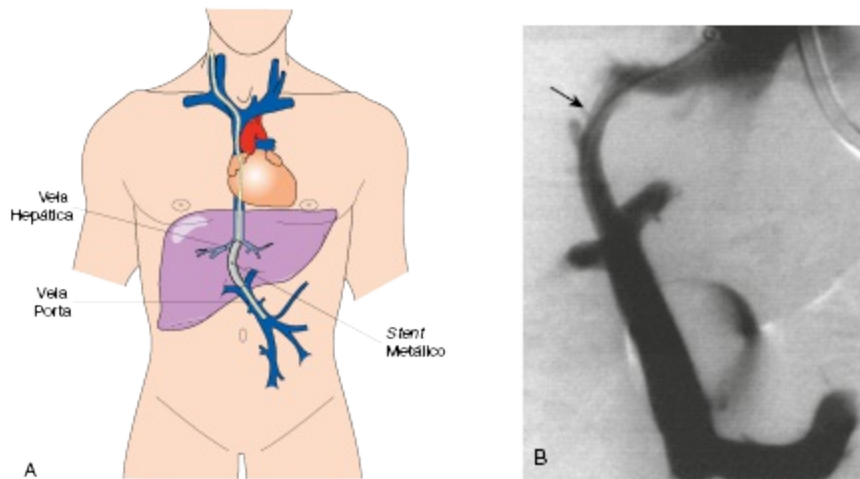 Veia
Hepática
Veia
Porta
Stent
Metálico
A
B